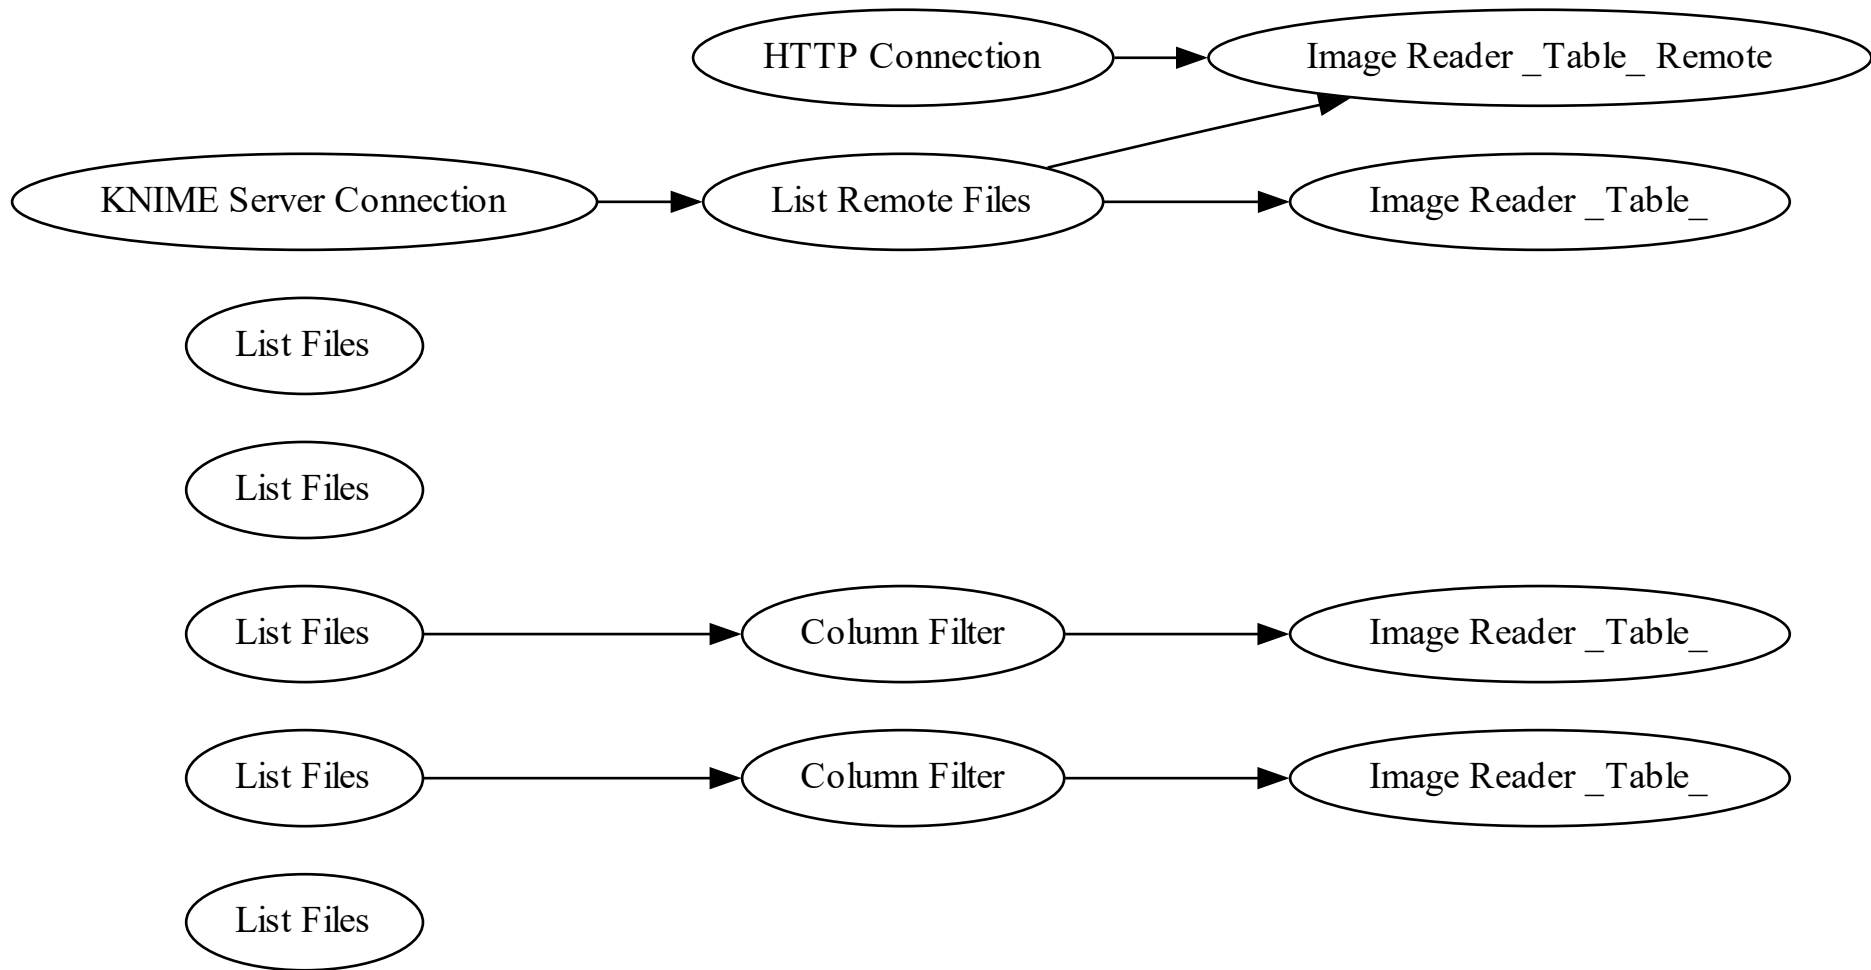 HTTP Connection
Image Reader _Table_ Remote
KNIME Server Connection
List Remote Files
Image Reader _Table_
List Files
List Files
List Files
Column Filter
Image Reader _Table_
List Files
Column Filter
Image Reader _Table_
List Files